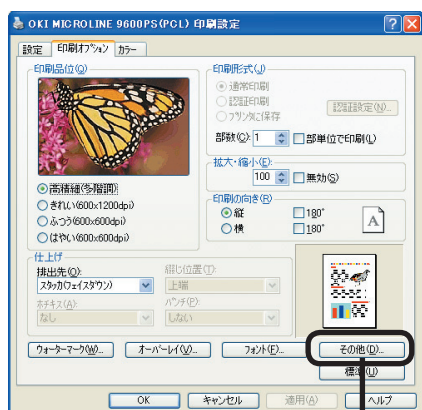 OKI MICROLINE 9600PS(PCL) 印刷設定
設定 印刷オプション カラー
印刷品位(Q)
高精細(多階調)
きれい(600x1200dpi)
ふつう(600x600dpi)
はやい(600x600dpi)
印刷形式(J)
通常印刷
認証印刷
プリンタに保存
認証設定(N)...
部数(C): 1 部単位で印刷(L)
拡大・縮小(E):
100 無効(S)
印刷の向き(R)
縦 180°
横 180°
A
仕上げ
排出先(O): 綴じ位置(T):
スタッカ(フェイスダウン) 上端
ホチキス(A): パンチ(P):
なし しない
ウォーターマーク(W)... オーバーレイ(V)... フォント(F)... その他(D)...
標準(U)
OK キャンセル 適用(A) ヘルプ